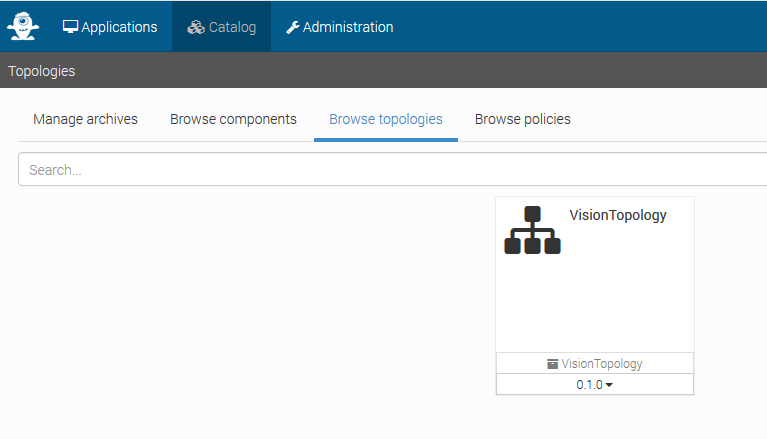 Applications Catalog Administration
Topologies
Manage archives Browse components Browse topologies Browse policies
Search...
VisionTopology
VisionTopology
0.1.0